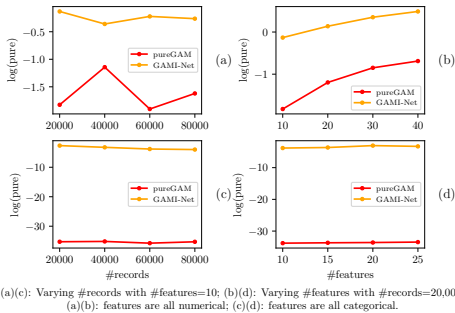 log(pure)
−0.5
−1.0
−1.5
pureGAM
GAMI-Net
20000 40000 60000 80000
(a)
log(pure)
0
−1
pureGAM
GAMI-Net
10 20 30 40
(b)
log(pure)
−10
−20
−30
pureGAM
GAMI-Net
20000 40000 60000 80000
#records
(c)
log(pure)
−10
−20
−30
pureGAM
GAMI-Net
10 15 20 25
#features
(d)
(a)(c): Varying #records with #features=10; (b)(d): Varying #features with #records=20,00
(a)(b): features are all numerical; (c)(d): features are all categorical.